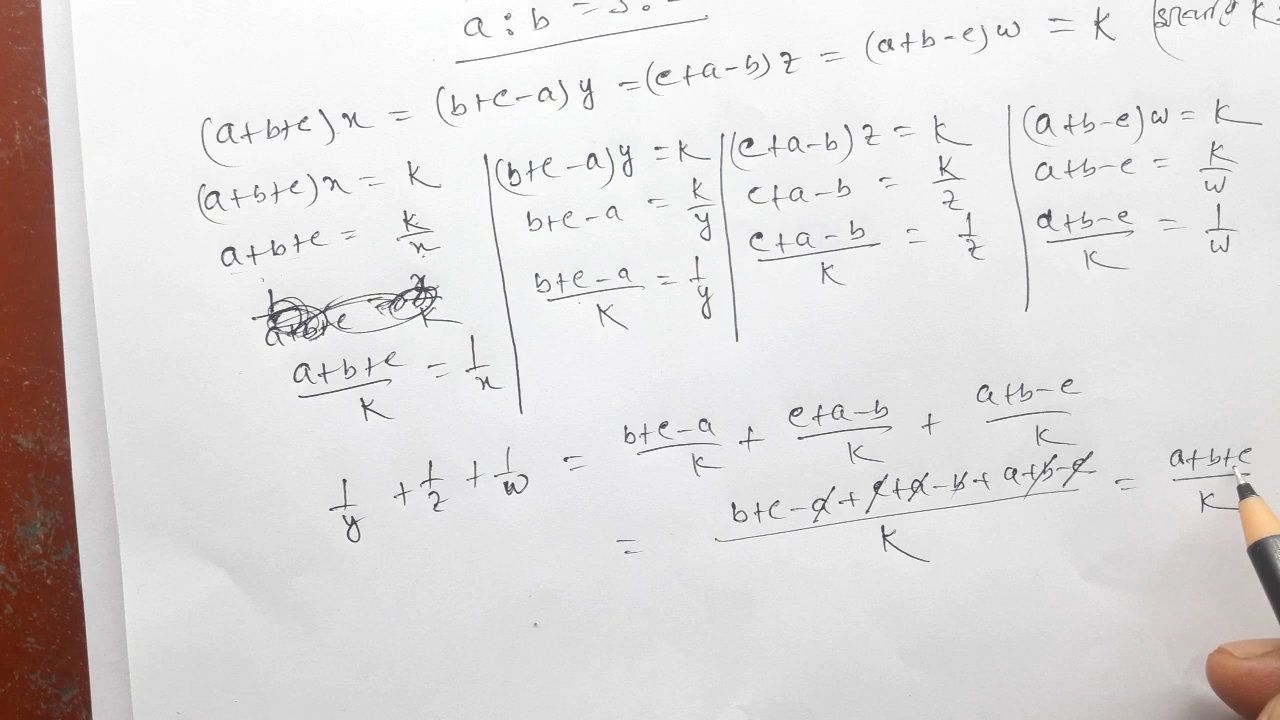 a : b =
(a+b+c)x = (b+c-a)y = (c+a-b)z = (a+b-c)w = K
(a+b+c)x = K
a+b+c = K/x
a+b+c/K = 1/x
(b+c-a)y = K
b+c-a = K/y
b+c-a/K = 1/y
(c+a-b)z = K
c+a-b = K/z
c+a-b/K = 1/z
(a+b-c)w = K
a+b-c = K/w
a+b-c/K = 1/w
1/y + 1/z + 1/w = b+c-a/K + c+a-b/K + a+b-c/K
= b+c-a+c+a-b+a+b-c/K = a+b+c/K